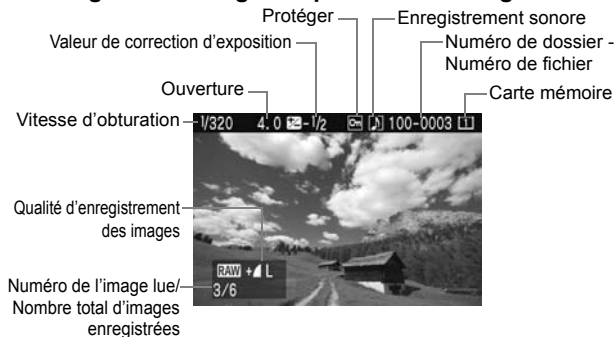 Protéger
Enregistrement sonore
Valeur de correction d’exposition
Numéro de dossier -
Numéro de fichier
Ouverture
Carte mémoire
Vitesse d’obturation
1/320 4.0 -1/2 100-0003
Qualité d’enregistrement
des images
RAW + L
3/6
Numéro de l’image lue/
Nombre total d’images
enregistrées